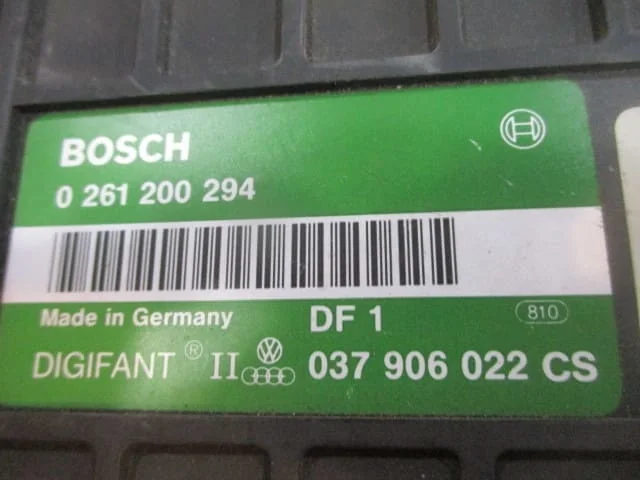 BOSCH
0 261 200 294
Made in Germany DF 1 810
DIGIFANT ® II 037 906 022 CS